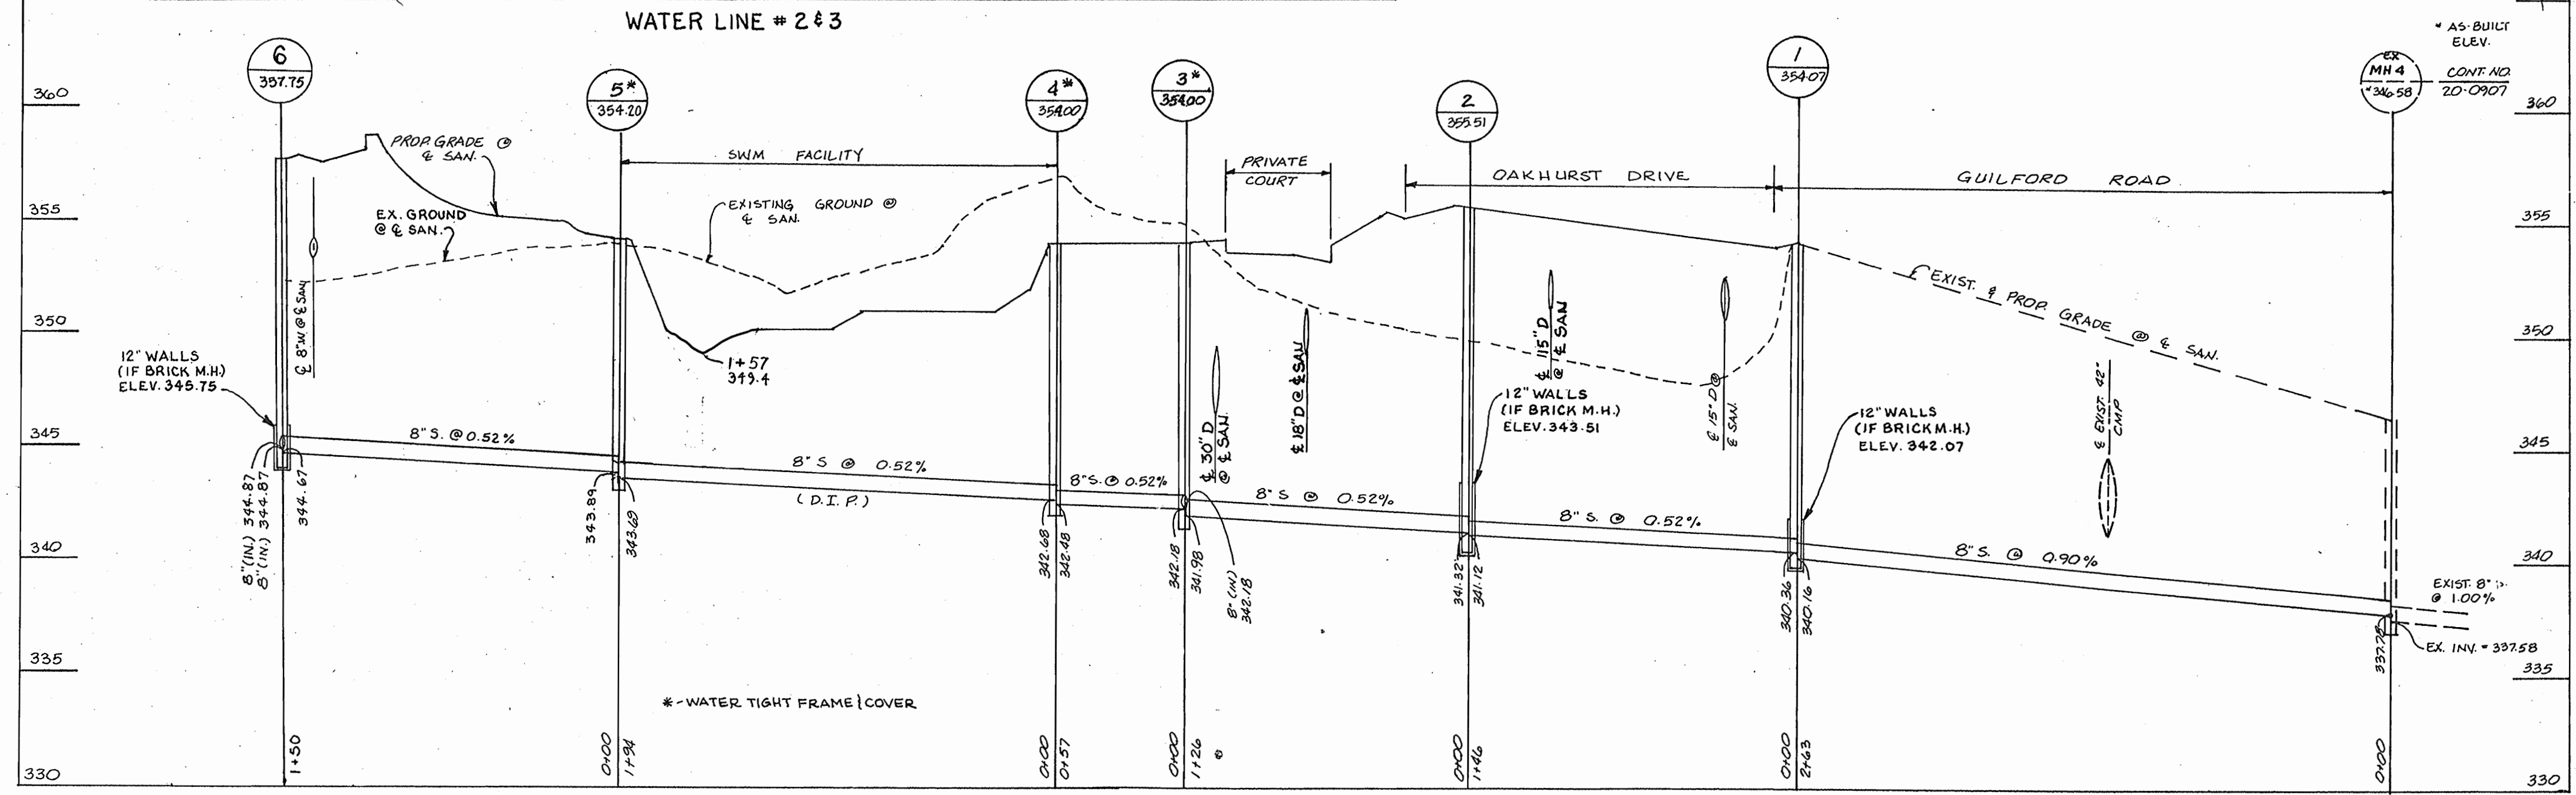 WATER LINE # 2 & 3
* AS-BUILT
ELEV.
6
357.75
5*
354.20
4*
354.00
3*
354.00
2
355.51
1
354.07
EX
MH 4
*346.58
CONT. NO.
20-0907
360
360
PROP. GRADE @
℄ SAN.
SWM FACILITY
PRIVATE
COURT
OAKHURST DRIVE
GUILFORD ROAD
355
355
EX. GROUND
@ ℄ SAN.
EXISTING GROUND @
℄ SAN.
EXIST. & PROP. GRADE @ ℄ SAN.
350
350
℄ 8"W @ ℄ SAN
12" WALLS
(IF BRICK M.H.)
ELEV. 345.75
1+57
349.4
℄ 30" D
@ ℄ SAN.
℄ 18" D @ ℄ SAN
℄ 15" D
@ ℄ SAN
℄ 15" D @
℄ SAN.
12" WALLS
(IF BRICK M.H.)
ELEV. 343.51
12" WALLS
(IF BRICK M.H.)
ELEV. 342.07
℄ EXIST. 42"
CMP
345
345
8" S. @ 0.52%
8" S @ 0.52%
(D.I.P.)
8" S. @ 0.52%
8" S @ 0.52%
8" S. @ 0.52%
8" S. @ 0.90%
340
340
8" (IN.) 344.87
8" (IN.) 344.87
344.67
343.89
343.69
342.68
342.48
342.18
341.98
8" (IN)
342.18
341.32
341.12
340.36
340.16
337.78
EXIST. 8"
@ 1.00%
EX. INV. = 337.58
335
335
*-WATER TIGHT FRAME & COVER
1+50
0+00
1+94
0+00
0+57
0+00
1+26
0+00
1+46
0+00
2+63
0+00
330
330